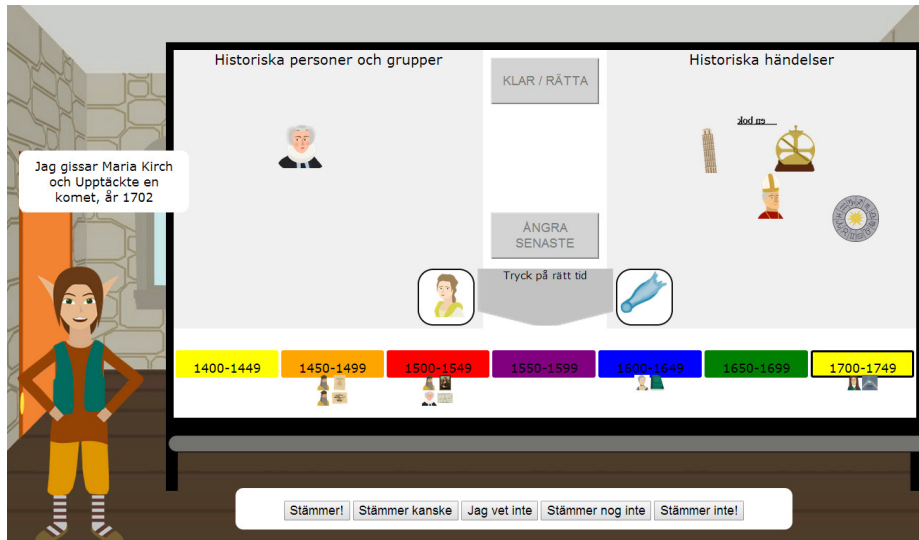 Historiska personer och grupper
Historiska händelser
KLAR / RÄTTA
en bok
Jag gissar Maria Kirch
och Upptäckte en
komet, år 1702
ÅNGRA
SENASTE
Tryck på rätt tid
1400-1449
1450-1499
1500-1549
1550-1599
1600-1649
1650-1699
1700-1749
Stämmer!
Stämmer kanske
Jag vet inte
Stämmer nog inte
Stämmer inte!